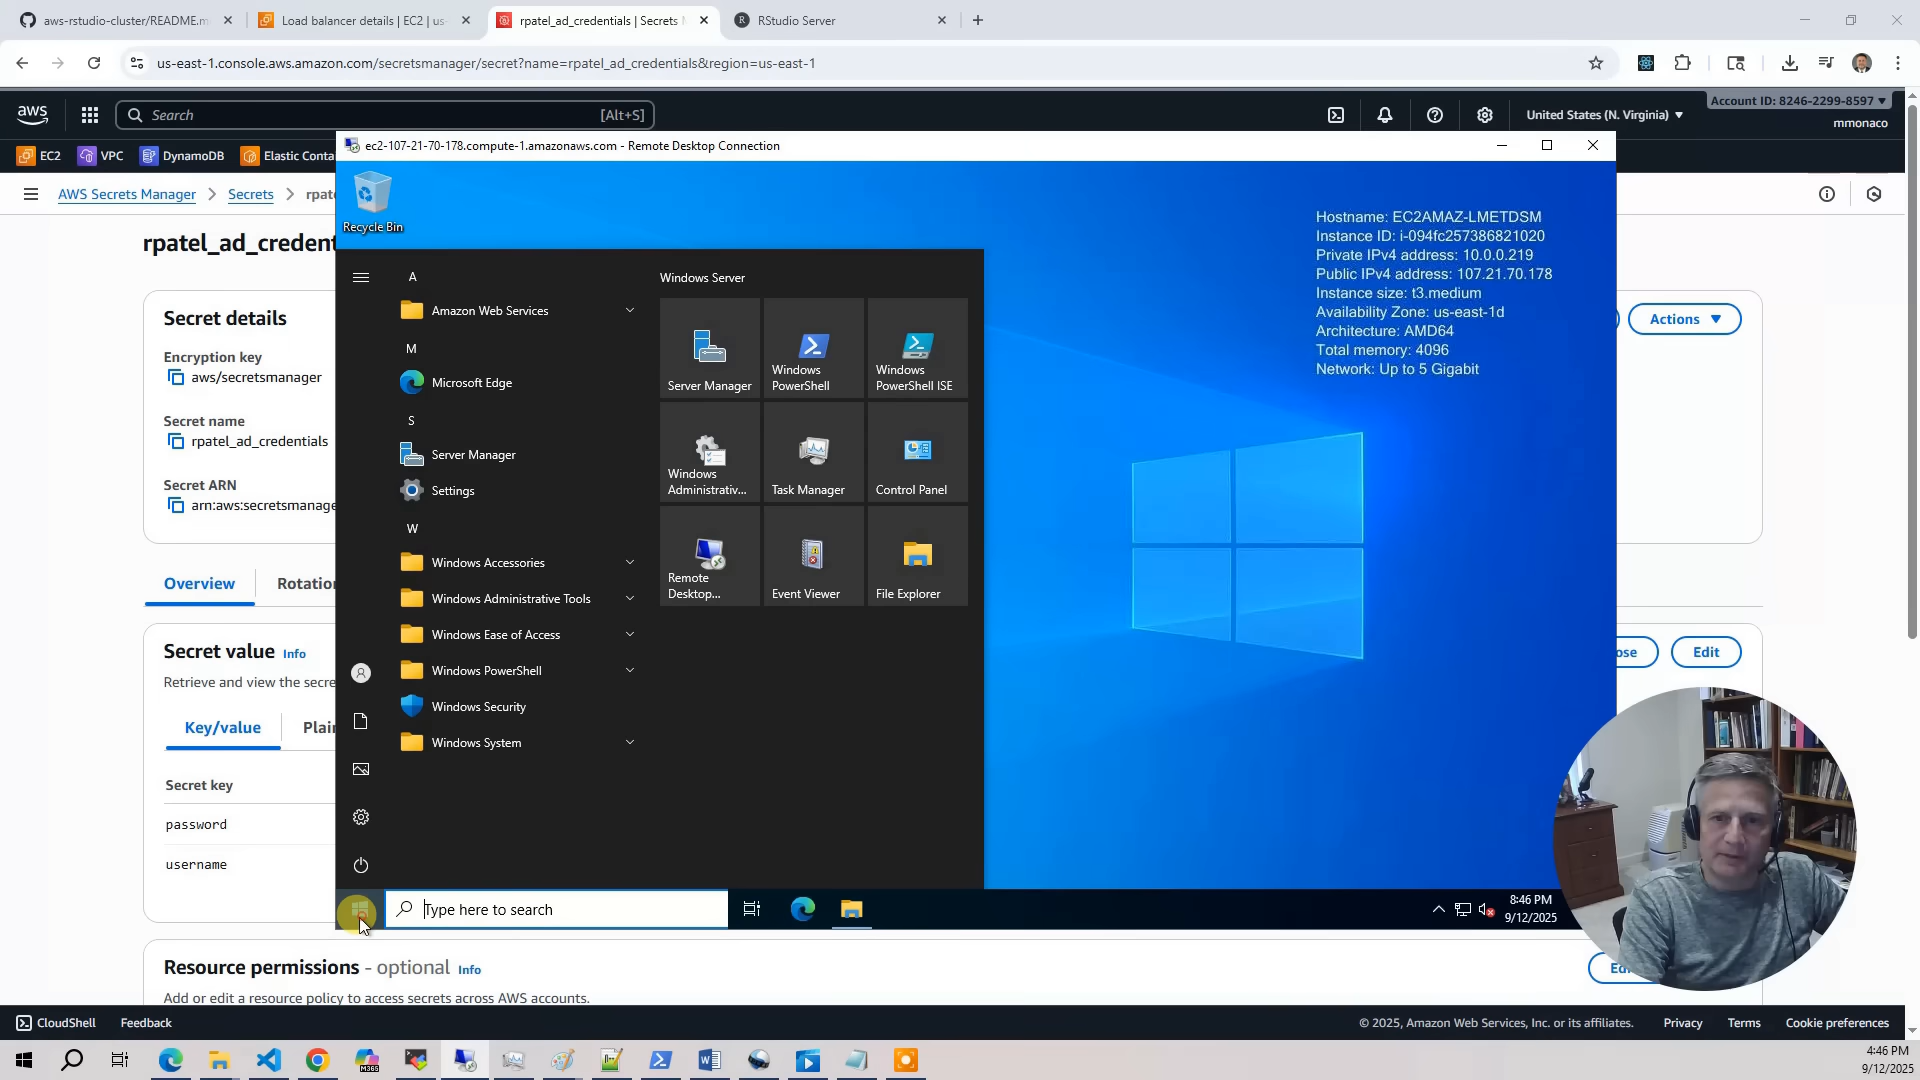 aws-rstudio-cluster/README.m
Load balancer details | EC2 | us-
rpatel_ad_credentials | Secrets M
RStudio Server
us-east-1.console.aws.amazon.com/secretsmanager/secret?name=rpatel_ad_credentials&region=us-east-1
aws
Search
[Alt+S]
United States (N. Virginia)
Account ID: 8246-2299-8597
mmonaco
EC2
VPC
DynamoDB
Elastic Conta
ec2-107-21-70-178.compute-1.amazonaws.com - Remote Desktop Connection
AWS Secrets Manager
Secrets
rpate
rpatel_ad_credent
Secret details
Encryption key
aws/secretsmanager
Secret name
rpatel_ad_credentials
Secret ARN
arn:aws:secretsmanage
Actions
Overview
Rotation
Secret value
Info
Retrieve and view the secre
ose
Edit
Key/value
Plain
Secret key
password
username
Resource permissions - optional
Info
Add or edit a resource policy to access secrets across AWS accounts.
Recycle Bin
A
Amazon Web Services
M
Microsoft Edge
S
Server Manager
Settings
W
Windows Accessories
Windows Administrative Tools
Windows Ease of Access
Windows PowerShell
Windows Security
Windows System
Windows Server
Server Manager
Windows PowerShell
Windows PowerShell ISE
Windows Administrativ...
Task Manager
Control Panel
Remote Desktop...
Event Viewer
File Explorer
Hostname: EC2AMAZ-LMETDSM
Instance ID: i-094fc257386821020
Private IPv4 address: 10.0.0.219
Public IPv4 address: 107.21.70.178
Instance size: t3.medium
Availability Zone: us-east-1d
Architecture: AMD64
Total memory: 4096
Network: Up to 5 Gigabit
Type here to search
8:46 PM
9/12/2025
CloudShell
Feedback
© 2025, Amazon Web Services, Inc. or its affiliates.
Privacy
Terms
Cookie preferences
4:46 PM
9/12/2025